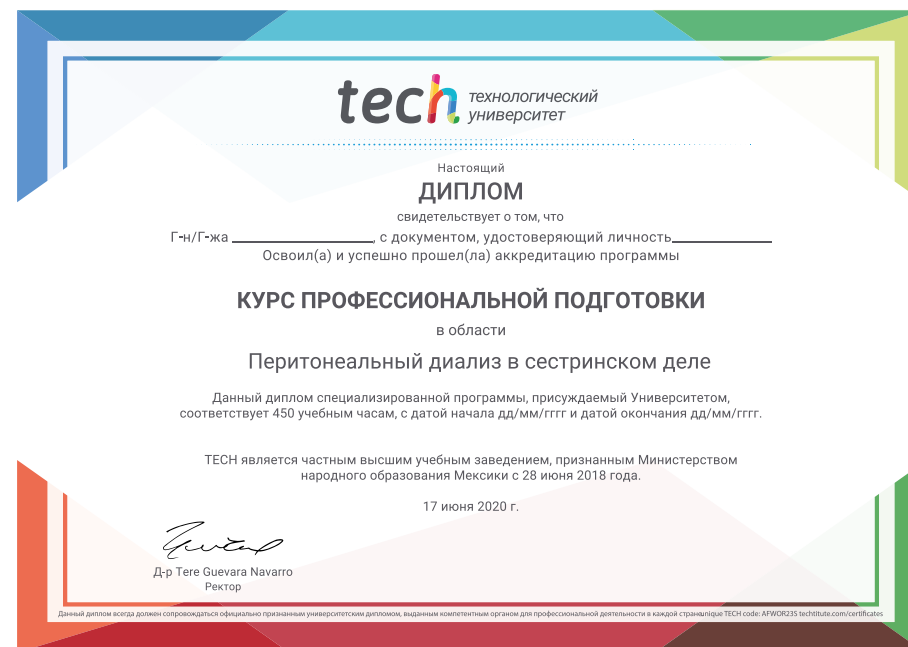 tech технологический
университет
Настоящий
ДИПЛОМ
свидетельствует о том, что
Г-н/Г-жа , с документом, удостоверяющий личность
Освоил(а) и успешно прошел(ла) аккредитацию программы
КУРС ПРОФЕССИОНАЛЬНОЙ ПОДГОТОВКИ
в области
Перитонеальный диализ в сестринском деле
Данный диплом специализированной программы, присуждаемый Университетом,
соответствует 450 учебным часам, с датой начала дд/мм/гггг и датой окончания дд/мм/гггг.
TECH является частным высшим учебным заведением, признанным Министерством
народного образования Мексики с 28 июня 2018 года.
17 июня 2020 г.
Д-р Tere Guevara Navarro
Ректор
Данный диплом всегда должен сопровождаться официально признанным университетским дипломом, выданным компетентным органом для профессиональной деятельности в каждой странunique TECH code: AFWOR23S techtitute.com/certificates